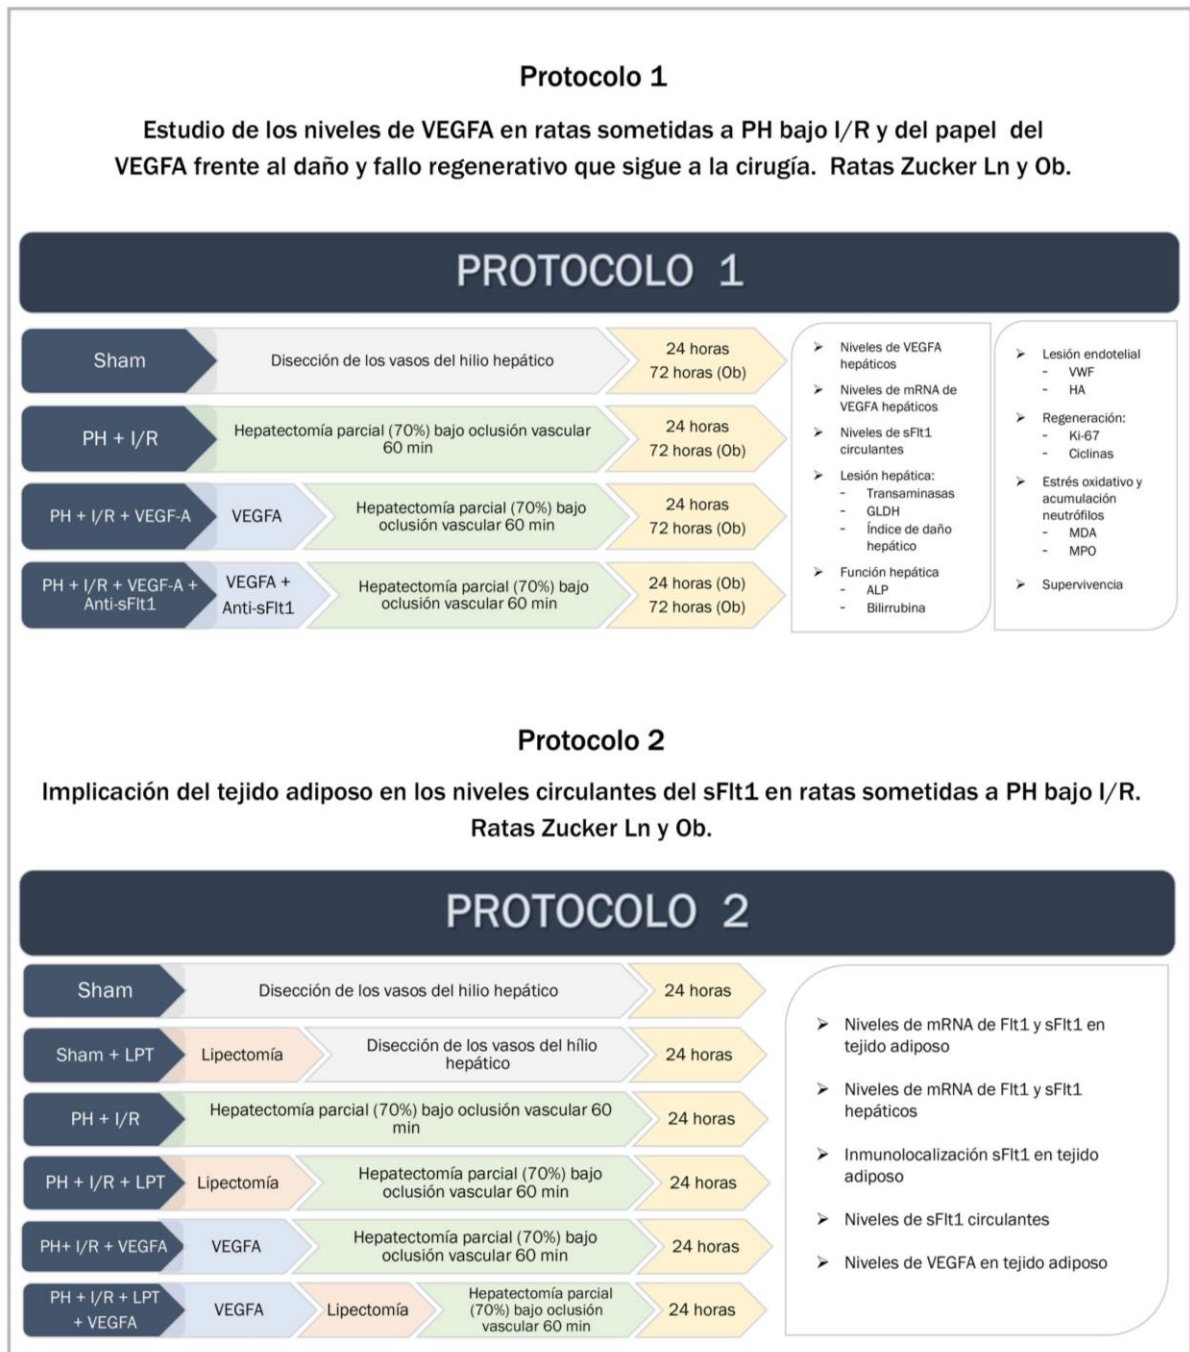 Protocolo 1
Estudio de los niveles de VEGFA en ratas sometidas a PH bajo I/R y del papel del
VEGFA frente al daño y fallo regenerativo que sigue a la cirugía. Ratas Zucker Ln y Ob.
PROTOCOLO 1
Sham
Disección de los vasos del hilio hepático
24 horas
72 horas (Ob)
PH + I/R
Hepatectomía parcial (70%) bajo oclusión vascular
60 min
24 horas
72 horas (Ob)
PH + I/R + VEGF-A
VEGFA
Hepatectomía parcial (70%) bajo
oclusión vascular 60 min
24 horas
72 horas (Ob)
PH + I/R + VEGF-A +
Anti-sFlt1
VEGFA +
Anti-sFlt1
Hepatectomía parcial (70%) bajo
oclusión vascular 60 min
24 horas (Ob)
72 horas (Ob)
➢ Niveles de VEGFA
hepáticos
➢ Niveles de mRNA de
VEGFA hepáticos
➢ Niveles de sFlt1
circulantes
➢ Lesión hepática:
- Transaminasas
- GLDH
- Índice de daño
hepático
➢ Función hepática
- ALP
- Bilirrubina
➢ Lesión endotelial
- VWF
- HA
➢ Regeneración:
- Ki-67
- Ciclinas
➢ Estrés oxidativo y
acumulación
neutrófilos
- MDA
- MPO
➢ Supervivencia
Protocolo 2
Implicación del tejido adiposo en los niveles circulantes del sFlt1 en ratas sometidas a PH bajo I/R.
Ratas Zucker Ln y Ob.
PROTOCOLO 2
Sham
Disección de los vasos del hilio hepático
24 horas
Sham + LPT
Lipectomía
Disección de los vasos del hílio
hepático
24 horas
PH + I/R
Hepatectomía parcial (70%) bajo oclusión vascular 60
min
24 horas
PH + I/R + LPT
Lipectomía
Hepatectomía parcial (70%) bajo
oclusión vascular 60 min
24 horas
PH+ I/R + VEGFA
VEGFA
Hepatectomía parcial (70%) bajo
oclusión vascular 60 min
24 horas
PH + I/R + LPT
+ VEGFA
VEGFA
Lipectomía
Hepatectomía parcial
(70%) bajo oclusión
vascular 60 min
24 horas
➢ Niveles de mRNA de Flt1 y sFlt1 en
tejido adiposo
➢ Niveles de mRNA de Flt1 y sFlt1
hepáticos
➢ Inmunolocalización sFlt1 en tejido
adiposo
➢ Niveles de sFlt1 circulantes
➢ Niveles de VEGFA en tejido adiposo